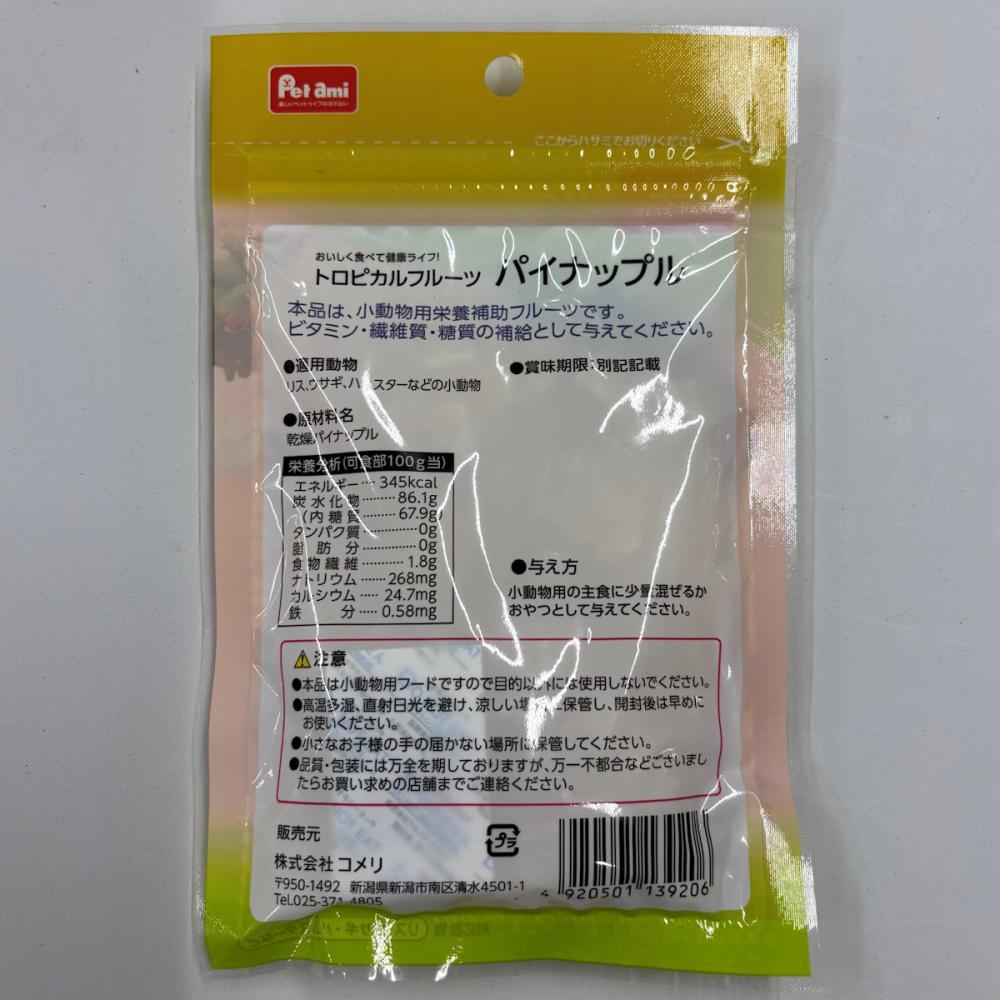 Pet ami
楽しいペットライフのお手伝い
ここからハサミでお切りください
おいしく食べて健康ライフ!
トロピカルフルーツ パイナップル
本品は、小動物用栄養補助フルーツです。
ビタミン・繊維質・糖質の補給として与えてください。
●適用動物
リス、ウサギ、ハムスターなどの小動物
●賞味期限:別記記載
●原材料名
乾燥パイナップル
栄養分析(可食部100g当)
エネルギー…345kcal
炭水化物………86.1g
(内糖質………67.9g)
タンパク質……………0g
脂肪分……………0g
食物繊維…………1.8g
ナトリウム……268mg
カルシウム…… 24.7mg
鉄 分…… 0.58mg
●与え方
小動物用の主食に少量混ぜるか
おやつとして与えてください。
注意
●本品は小動物用フードですので目的以外には使用しないでください。
●高温多湿、直射日光を避け、涼しい場所に保管し、開封後は早めに
お使いください。
●小さなお子様の手の届かない場所に保管してください。
●品質・包装には万全を期しておりますが、万一不都合などございまし
たらお買い求めの店舗までご連絡ください。
販売元
プラ
株式会社 コメリ
〒950-1492 新潟県新潟市南区清水4501-1
TeL.025-371-4805
4 920501 139206